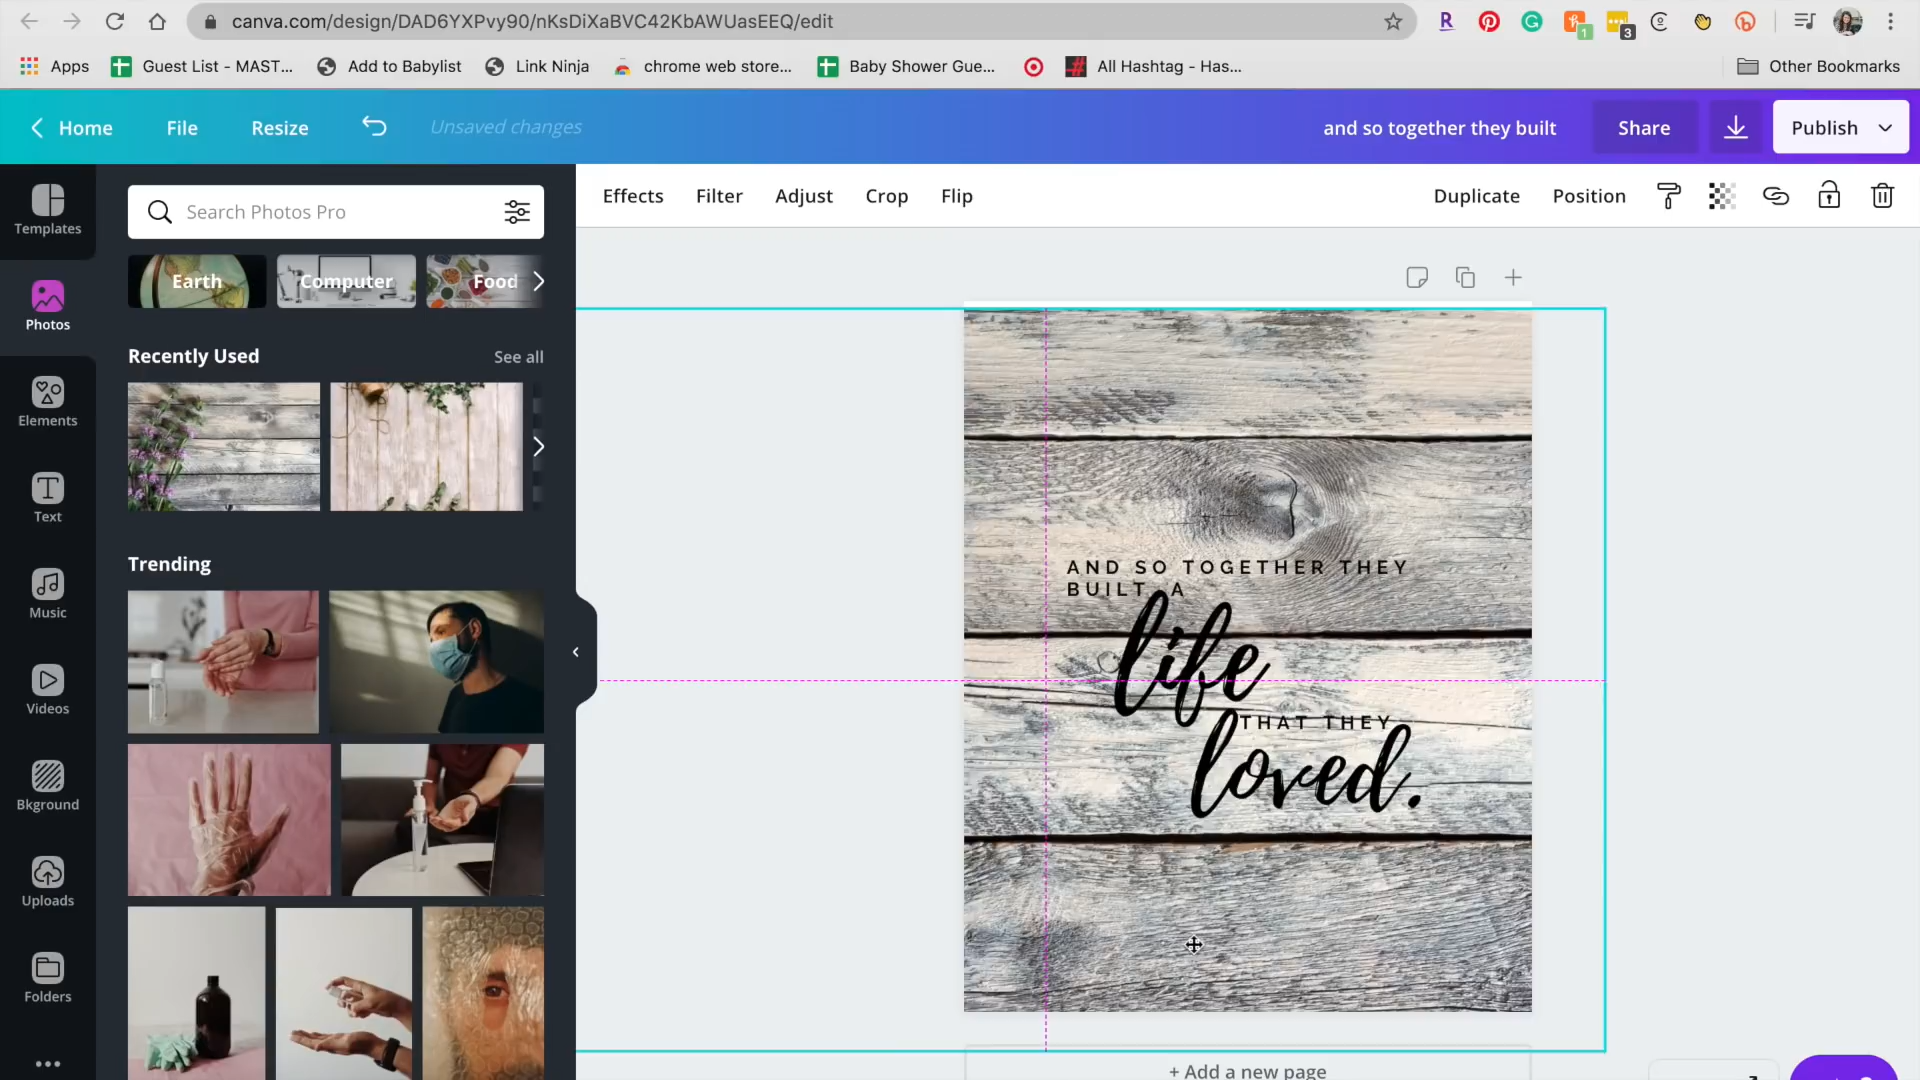 canva.com/design/DAD6YXPvy90/nKsDiXaBVC42KbAWUasEEQ/edit
R
1
3
Apps
Guest List - MAST...
Add to Babylist
Link Ninja
chrome web store...
Baby Shower Gue...
All Hashtag - Has...
Other Bookmarks
Home
File
Resize
Unsaved changes
and so together they built
Share
Publish
Templates
Photos
Elements
Text
Music
Videos
Bkground
Uploads
Folders
Search Photos Pro
Earth
Computer
Food
Recently Used
See all
Trending
Effects
Filter
Adjust
Crop
Flip
Duplicate
Position
AND SO TOGETHER THEY
BUILT A
life
THAT THEY
loved.
+ Add a new page